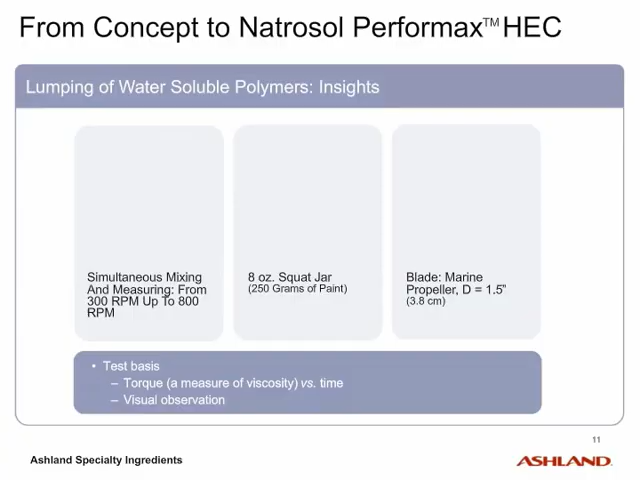 From Concept to Natrosol Performax™ HEC
Lumping of Water Soluble Polymers: Insights
Simultaneous Mixing
And Measuring: From
300 RPM Up To 800
RPM
8 oz. Squat Jar
(250 Grams of Paint)
Blade: Marine
Propeller, D = 1.5"
(3.8 cm)
• Test basis
– Torque (a measure of viscosity) vs. time
– Visual observation
11
Ashland Specialty Ingredients
ASHLAND